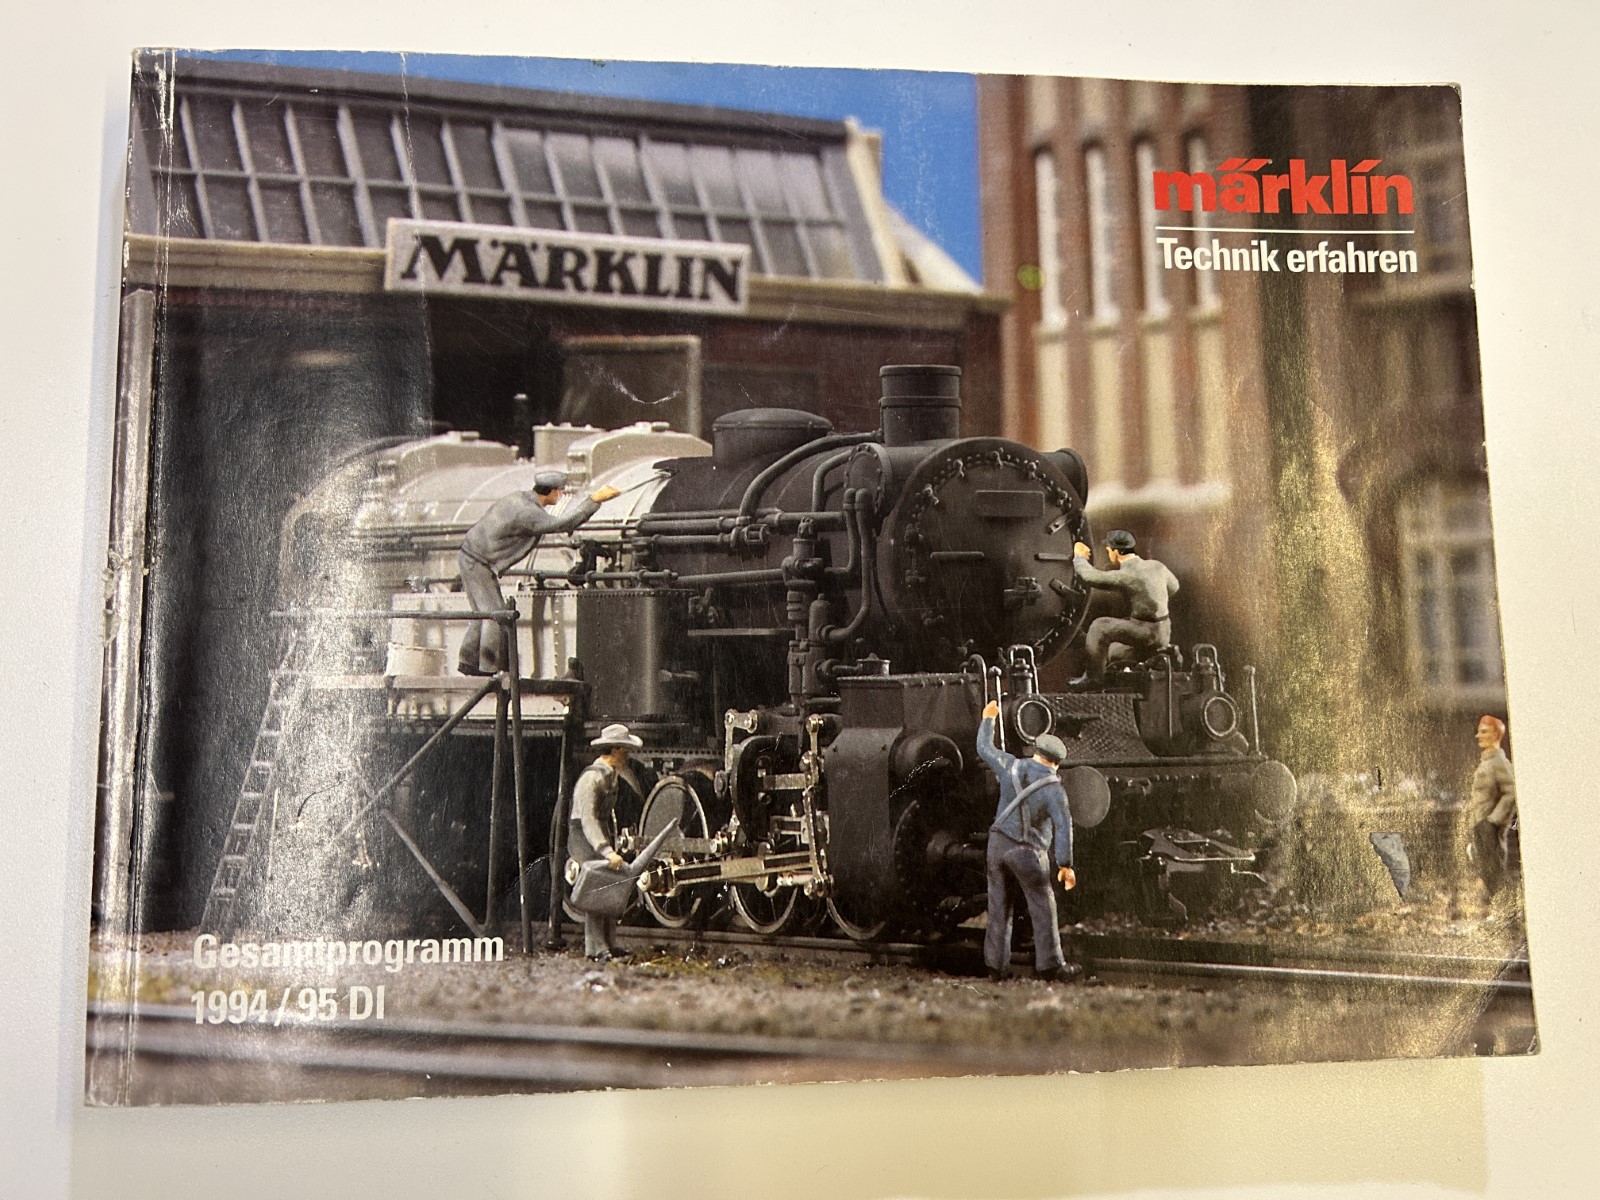 MÄRKLIN
märklin
Technik erfahren
Gesamtprogramm
1994/95 DI